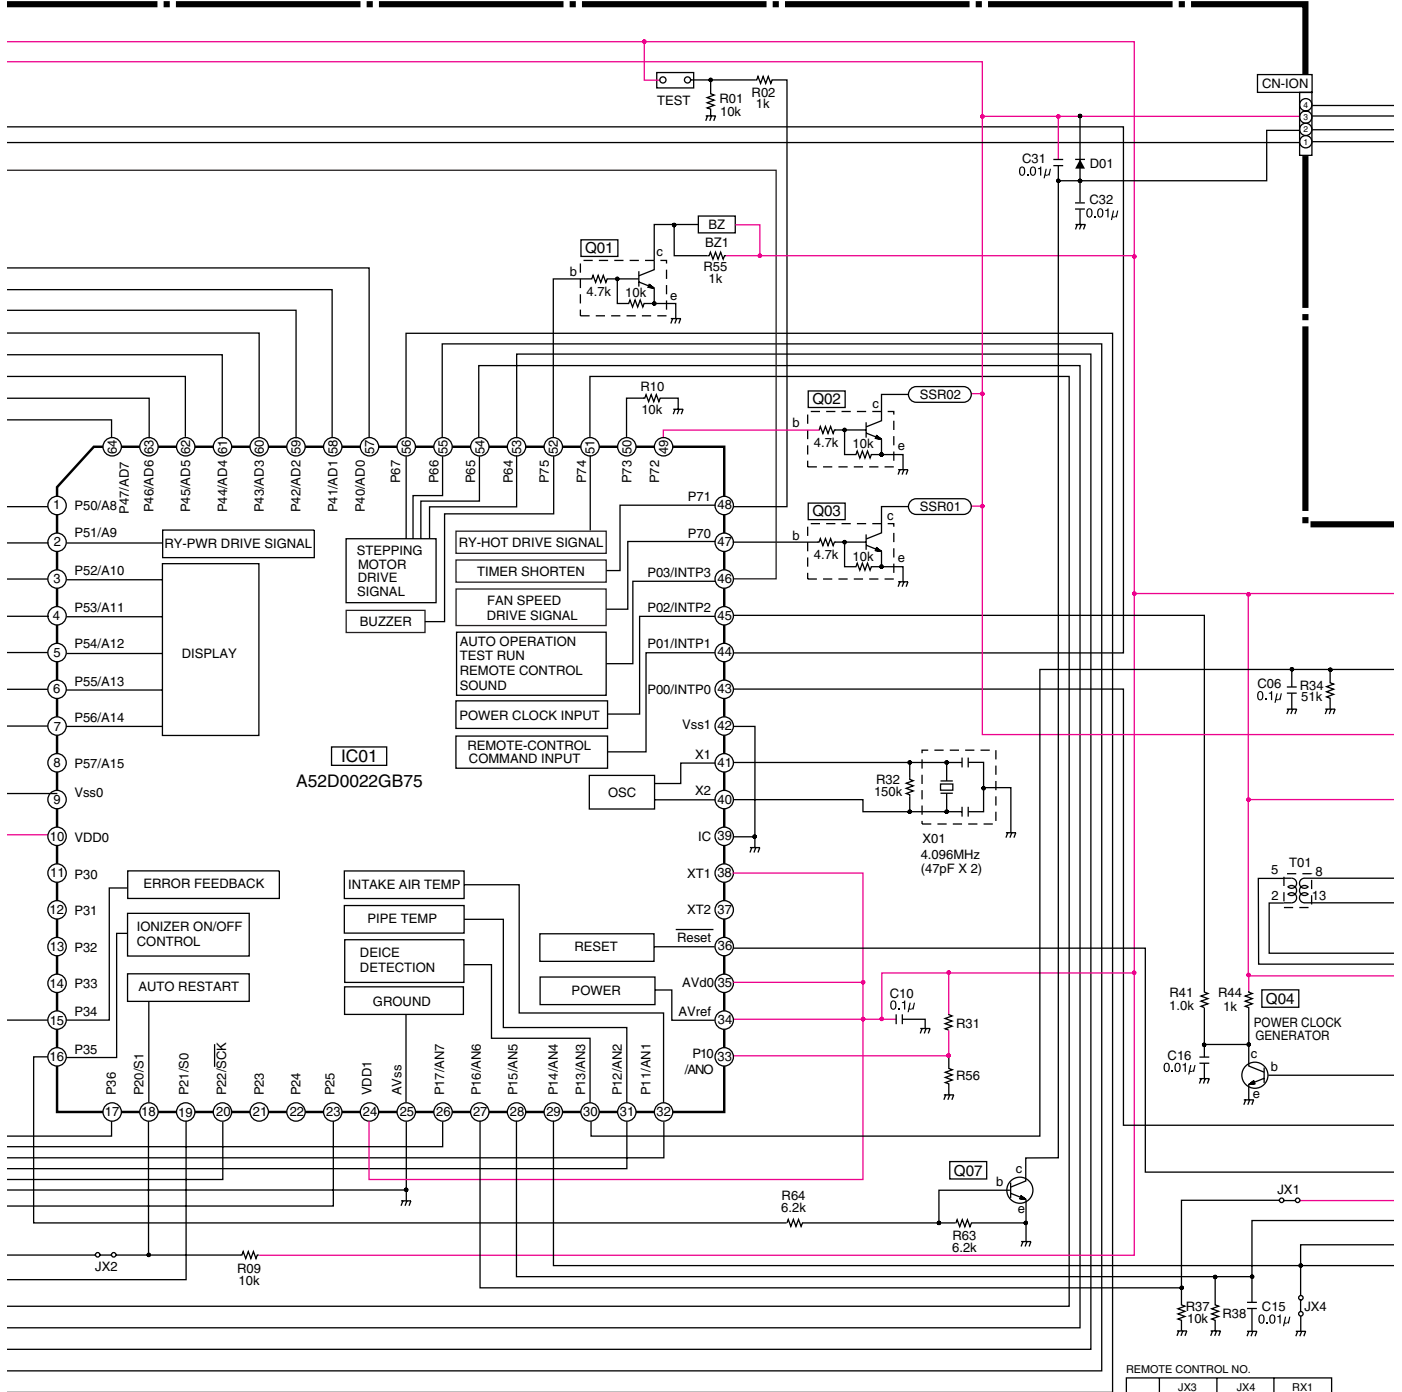 CN-ION
4
3
2
1
TEST
R01
10k
R02
1k
C31
0.01µ
D01
C32
0.01µ
BZ
BZ1
R55
1k
Q01
b
c
e
4.7k
10k
R10
10k
Q02
b
c
e
4.7k
10k
SSR02
Q03
b
c
e
4.7k
10k
SSR01
64
63
62
61
60
59
58
57
56
55
54
53
52
51
50
49
P47/AD7
P46/AD6
P45/AD5
P44/AD4
P43/AD3
P42/AD2
P41/AD1
P40/AD0
P67
P66
P65
P64
P75
P74
P73
P72
1 P50/A8
2 P51/A9
3 P52/A10
4 P53/A11
5 P54/A12
6 P55/A13
7 P56/A14
8 P57/A15
9 Vss0
10 VDD0
11 P30
12 P31
13 P32
14 P33
15 P34
16 P35
RY-PWR DRIVE SIGNAL
DISPLAY
STEPPING
MOTOR
DRIVE
SIGNAL
BUZZER
RY-HOT DRIVE SIGNAL
TIMER SHORTEN
FAN SPEED
DRIVE SIGNAL
AUTO OPERATION
TEST RUN
REMOTE CONTROL
SOUND
POWER CLOCK INPUT
REMOTE-CONTROL
COMMAND INPUT
OSC
IC01
A52D0022GB75
P71 48
P70 47
P03/INTP3 46
P02/INTP2 45
P01/INTP1 44
P00/INTP0 43
Vss1 42
X1 41
X2 40
IC 39
XT1 38
XT2 37
Reset 36
AVd0 35
AVref 34
P10
/ANO 33
ERROR FEEDBACK
IONIZER ON/OFF
CONTROL
AUTO RESTART
INTAKE AIR TEMP
PIPE TEMP
DEICE
DETECTION
GROUND
RESET
POWER
P36
P20/S1
P21/S0
P22/SCK
P23
P24
P25
VDD1
AVss
P17/AN7
P16/AN6
P15/AN5
P14/AN4
P13/AN3
P12/AN2
P11/AN1
17
18
19
20
21
22
23
24
25
26
27
28
29
30
31
32
R32
150k
X01
4.096MHz
(47pF X 2)
C06
0.1µ
R34
51k
T01
5
8
2
13
C10
0.1µ
R31
R56
R41
1.0k
R44
1k
Q04
POWER CLOCK
GENERATOR
C16
0.01µ
c
b
e
Q07
b
c
e
R64
6.2k
R63
6.2k
JX1
JX2
R09
10k
R37
10k
R38
C15
0.01µ
JX4
REMOTE CONTROL NO.
JX3 JX4 RX1